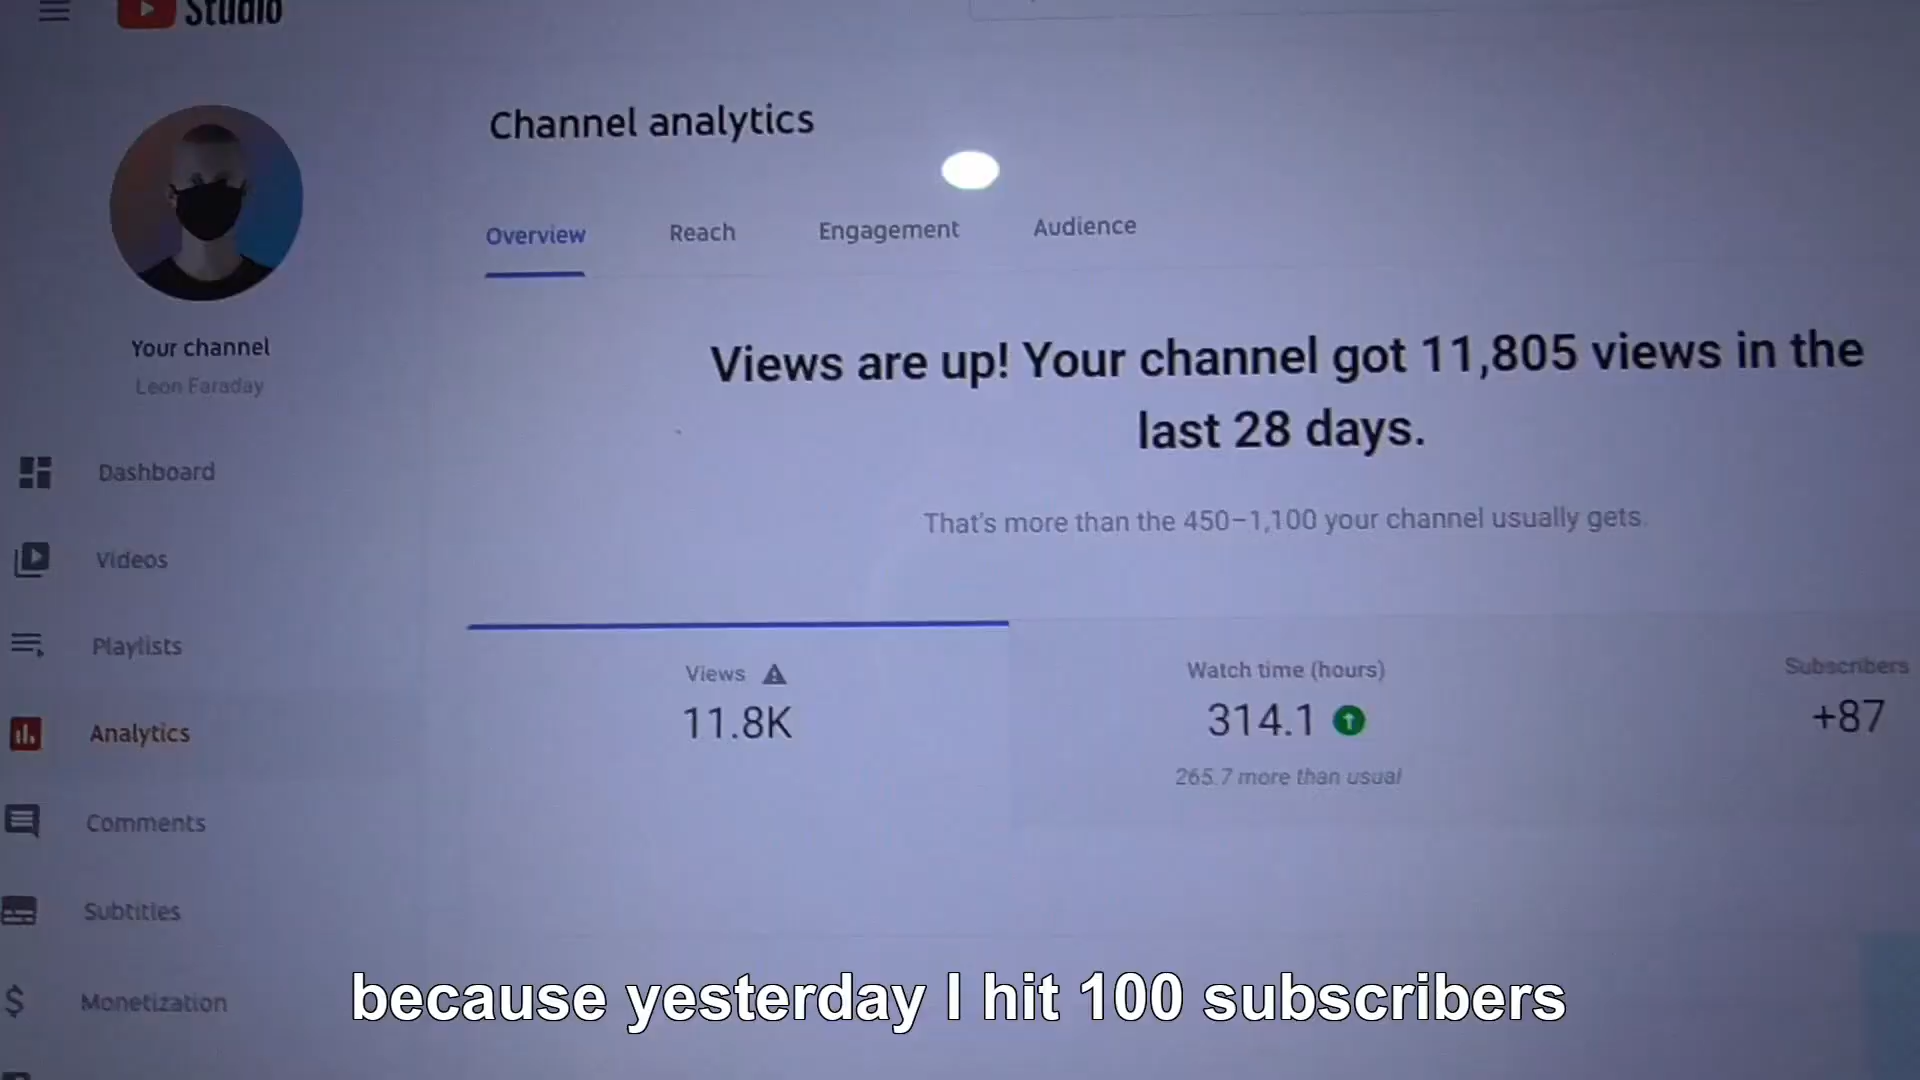 Studio
Channel analytics
Overview Reach Engagement Audience
Your channel
Leon Faraday
Views are up! Your channel got 11,805 views in the
last 28 days.
That's more than the 450–1,100 your channel usually gets.
Dashboard
Videos
Playlists
Analytics
Comments
Subtitles
Monetization
Views
11.8K
Watch time (hours)
314.1
265.7 more than usual
Subscribers
+87
because yesterday I hit 100 subscribers